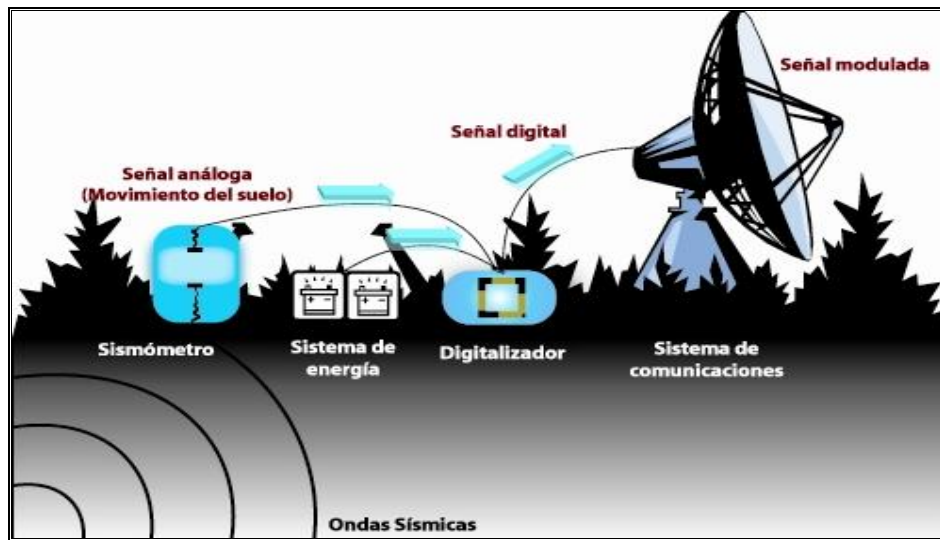 Señal modulada
Señal digital
Señal análoga
(Movimiento del suelo)
Sismómetro
Sistema de
energía
Digitalizador
Sistema de
comunicaciones
Ondas Sísmicas